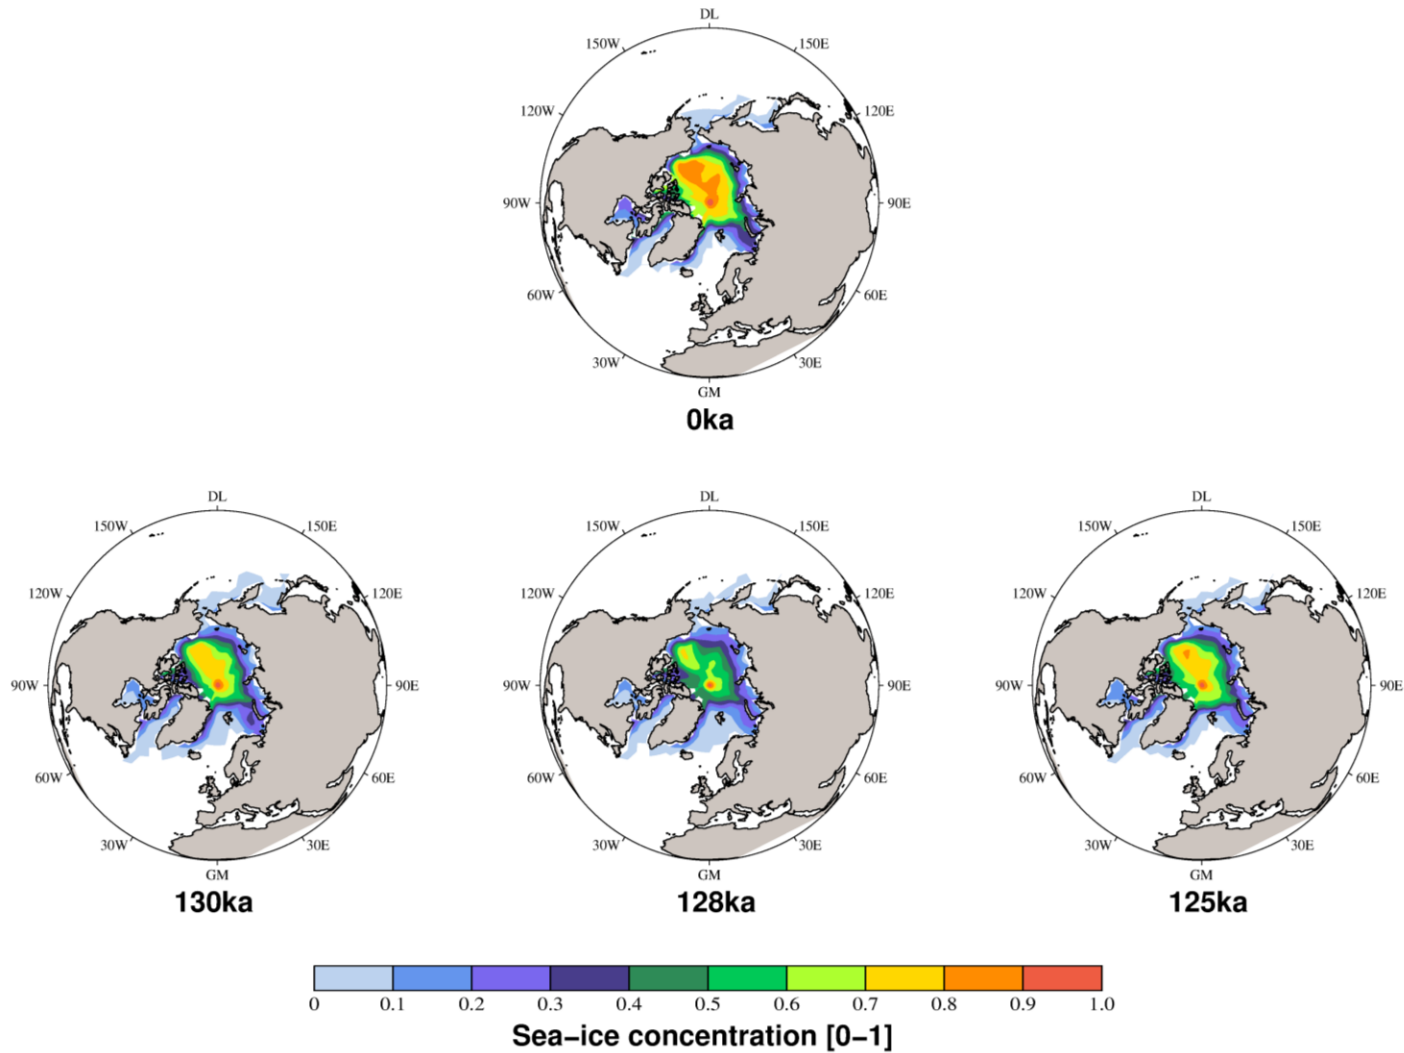 DL
150W 150E
120W 120E
90W 90E
60W 60E
30W 30E
GM
0ka
DL DL DL
150W 150E 150W 150E 150W 150E
120W 120E 120W 120E 120W 120E
90W 90E 90W 90E 90W 90E
60W 60E 60W 60E 60W 60E
30W 30E 30W 30E 30W 30E
GM GM GM
130ka 128ka 125ka
0 0.1 0.2 0.3 0.4 0.5 0.6 0.7 0.8 0.9 1.0
Sea−ice concentration [0−1]